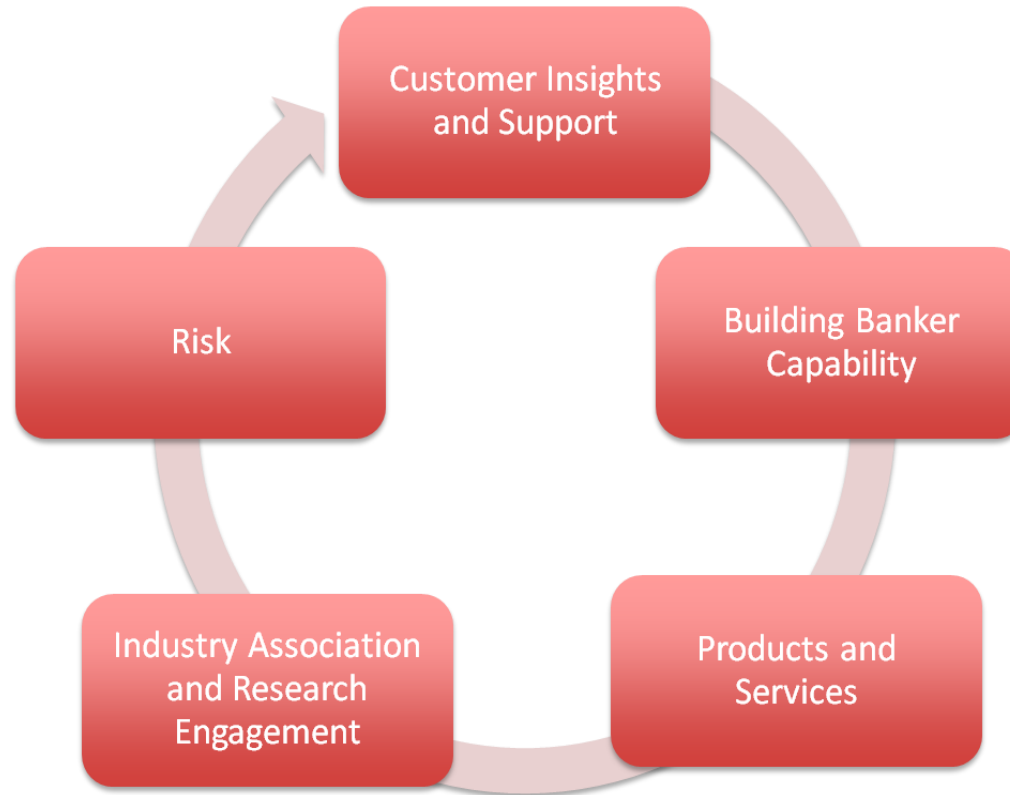 Customer Insights
and Support
Building Banker
Capability
Products and
Services
Industry Association
and Research
Engagement
Risk